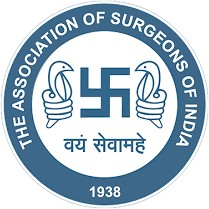 THE ASSOCIATION OF SURGEONS OF INDIA
वयं सेवामहे
1938